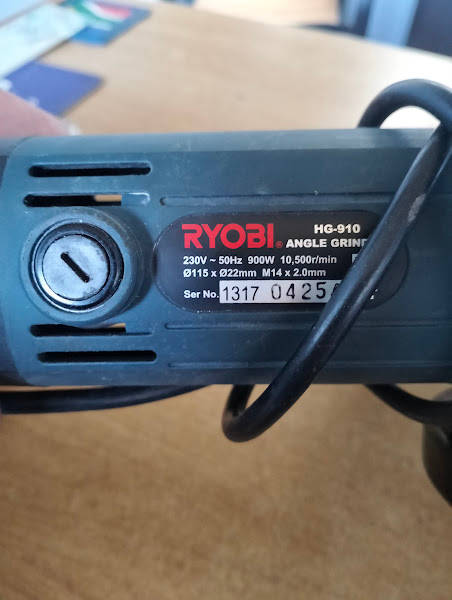 RYOBI® HG-910
ANGLE GRIND
230V ~ 50Hz 900W 10,500r/min
Ø115 x Ø22mm M14 x 2.0mm
Ser No. 1317 0425